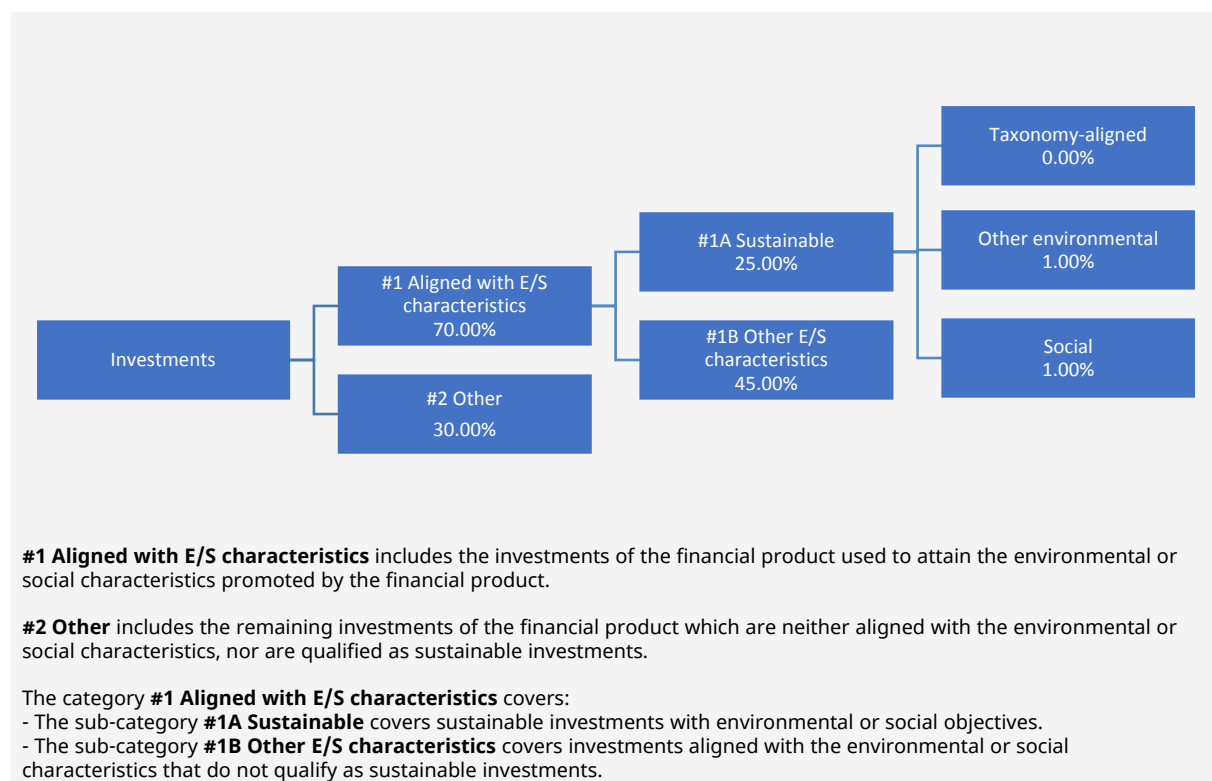 Investments
#1 Aligned with E/S
characteristics
70.00%
#2 Other
30.00%
#1A Sustainable
25.00%
#1B Other E/S
characteristics
45.00%
Taxonomy-aligned
0.00%
Other environmental
1.00%
Social
1.00%
#1 Aligned with E/S characteristics includes the investments of the financial product used to attain the environmental or
social characteristics promoted by the financial product.
#2 Other includes the remaining investments of the financial product which are neither aligned with the environmental or
social characteristics, nor are qualified as sustainable investments.
The category #1 Aligned with E/S characteristics covers:
- The sub-category #1A Sustainable covers sustainable investments with environmental or social objectives.
- The sub-category #1B Other E/S characteristics covers investments aligned with the environmental or social
characteristics that do not qualify as sustainable investments.